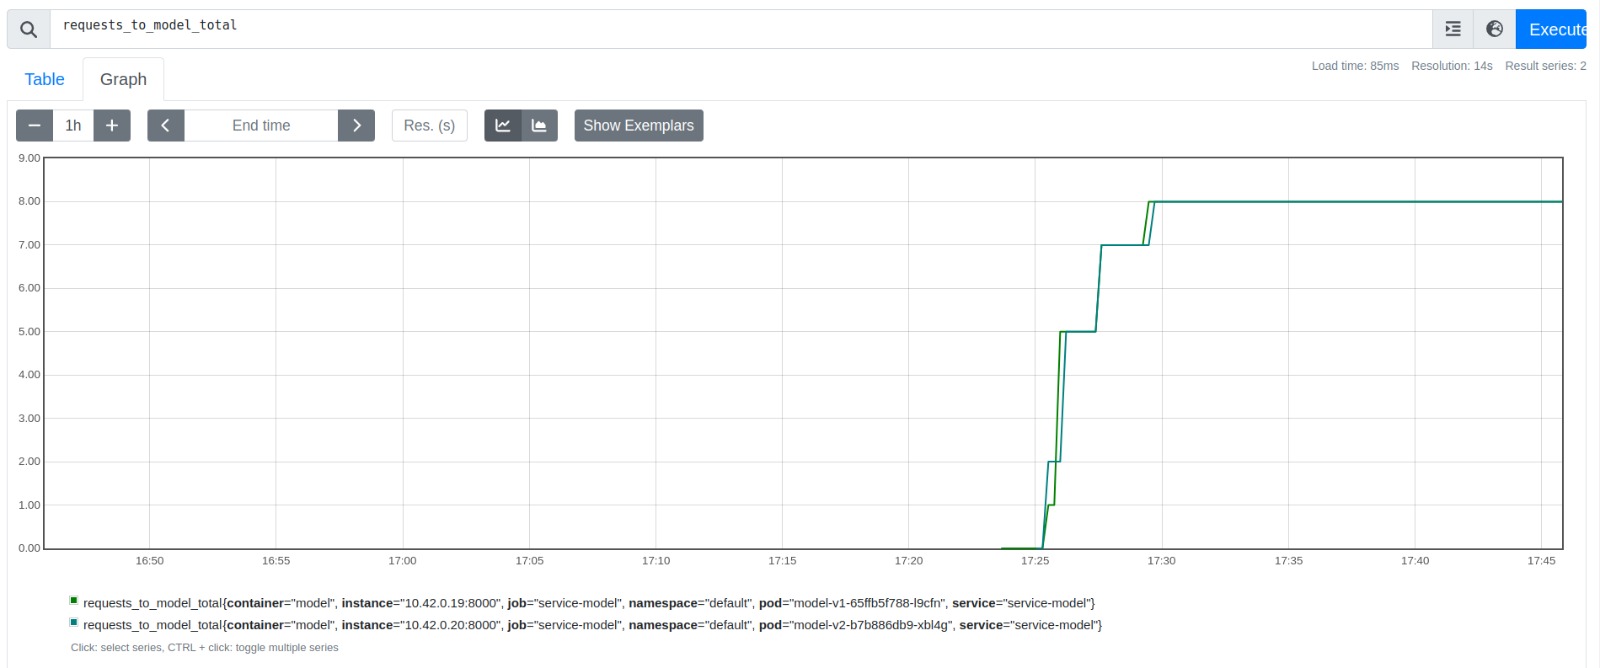 requests_to_model_total
Execute
Load time: 85ms Resolution: 14s Result series: 2
Table Graph
1h End time Res. (s) Show Exemplars
9.00
8.00
7.00
6.00
5.00
4.00
3.00
2.00
1.00
0.00
16:50 16:55 17:00 17:05 17:10 17:15 17:20 17:25 17:30 17:35 17:40 17:45
requests_to_model_total{container="model", instance="10.42.0.19:8000", job="service-model", namespace="default", pod="model-v1-65ffb5f788-l9cfn", service="service-model"}
requests_to_model_total{container="model", instance="10.42.0.20:8000", job="service-model", namespace="default", pod="model-v2-b7b886db9-xbl4g", service="service-model"}
Click: select series, CTRL + click: toggle multiple series